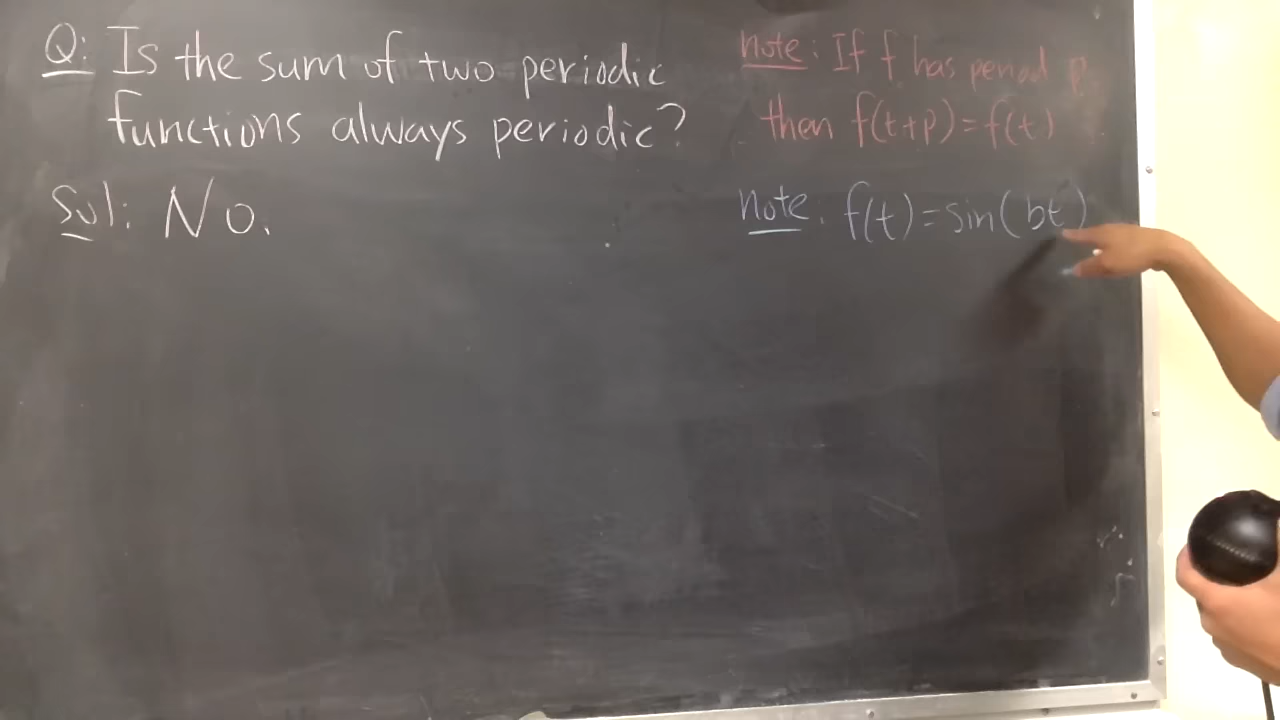 Q: Is the sum of two periodic
functions always periodic?
Sol: No.
note: If f has period p,
then f(t+p)=f(t)
note: f(t)=sin(bt)